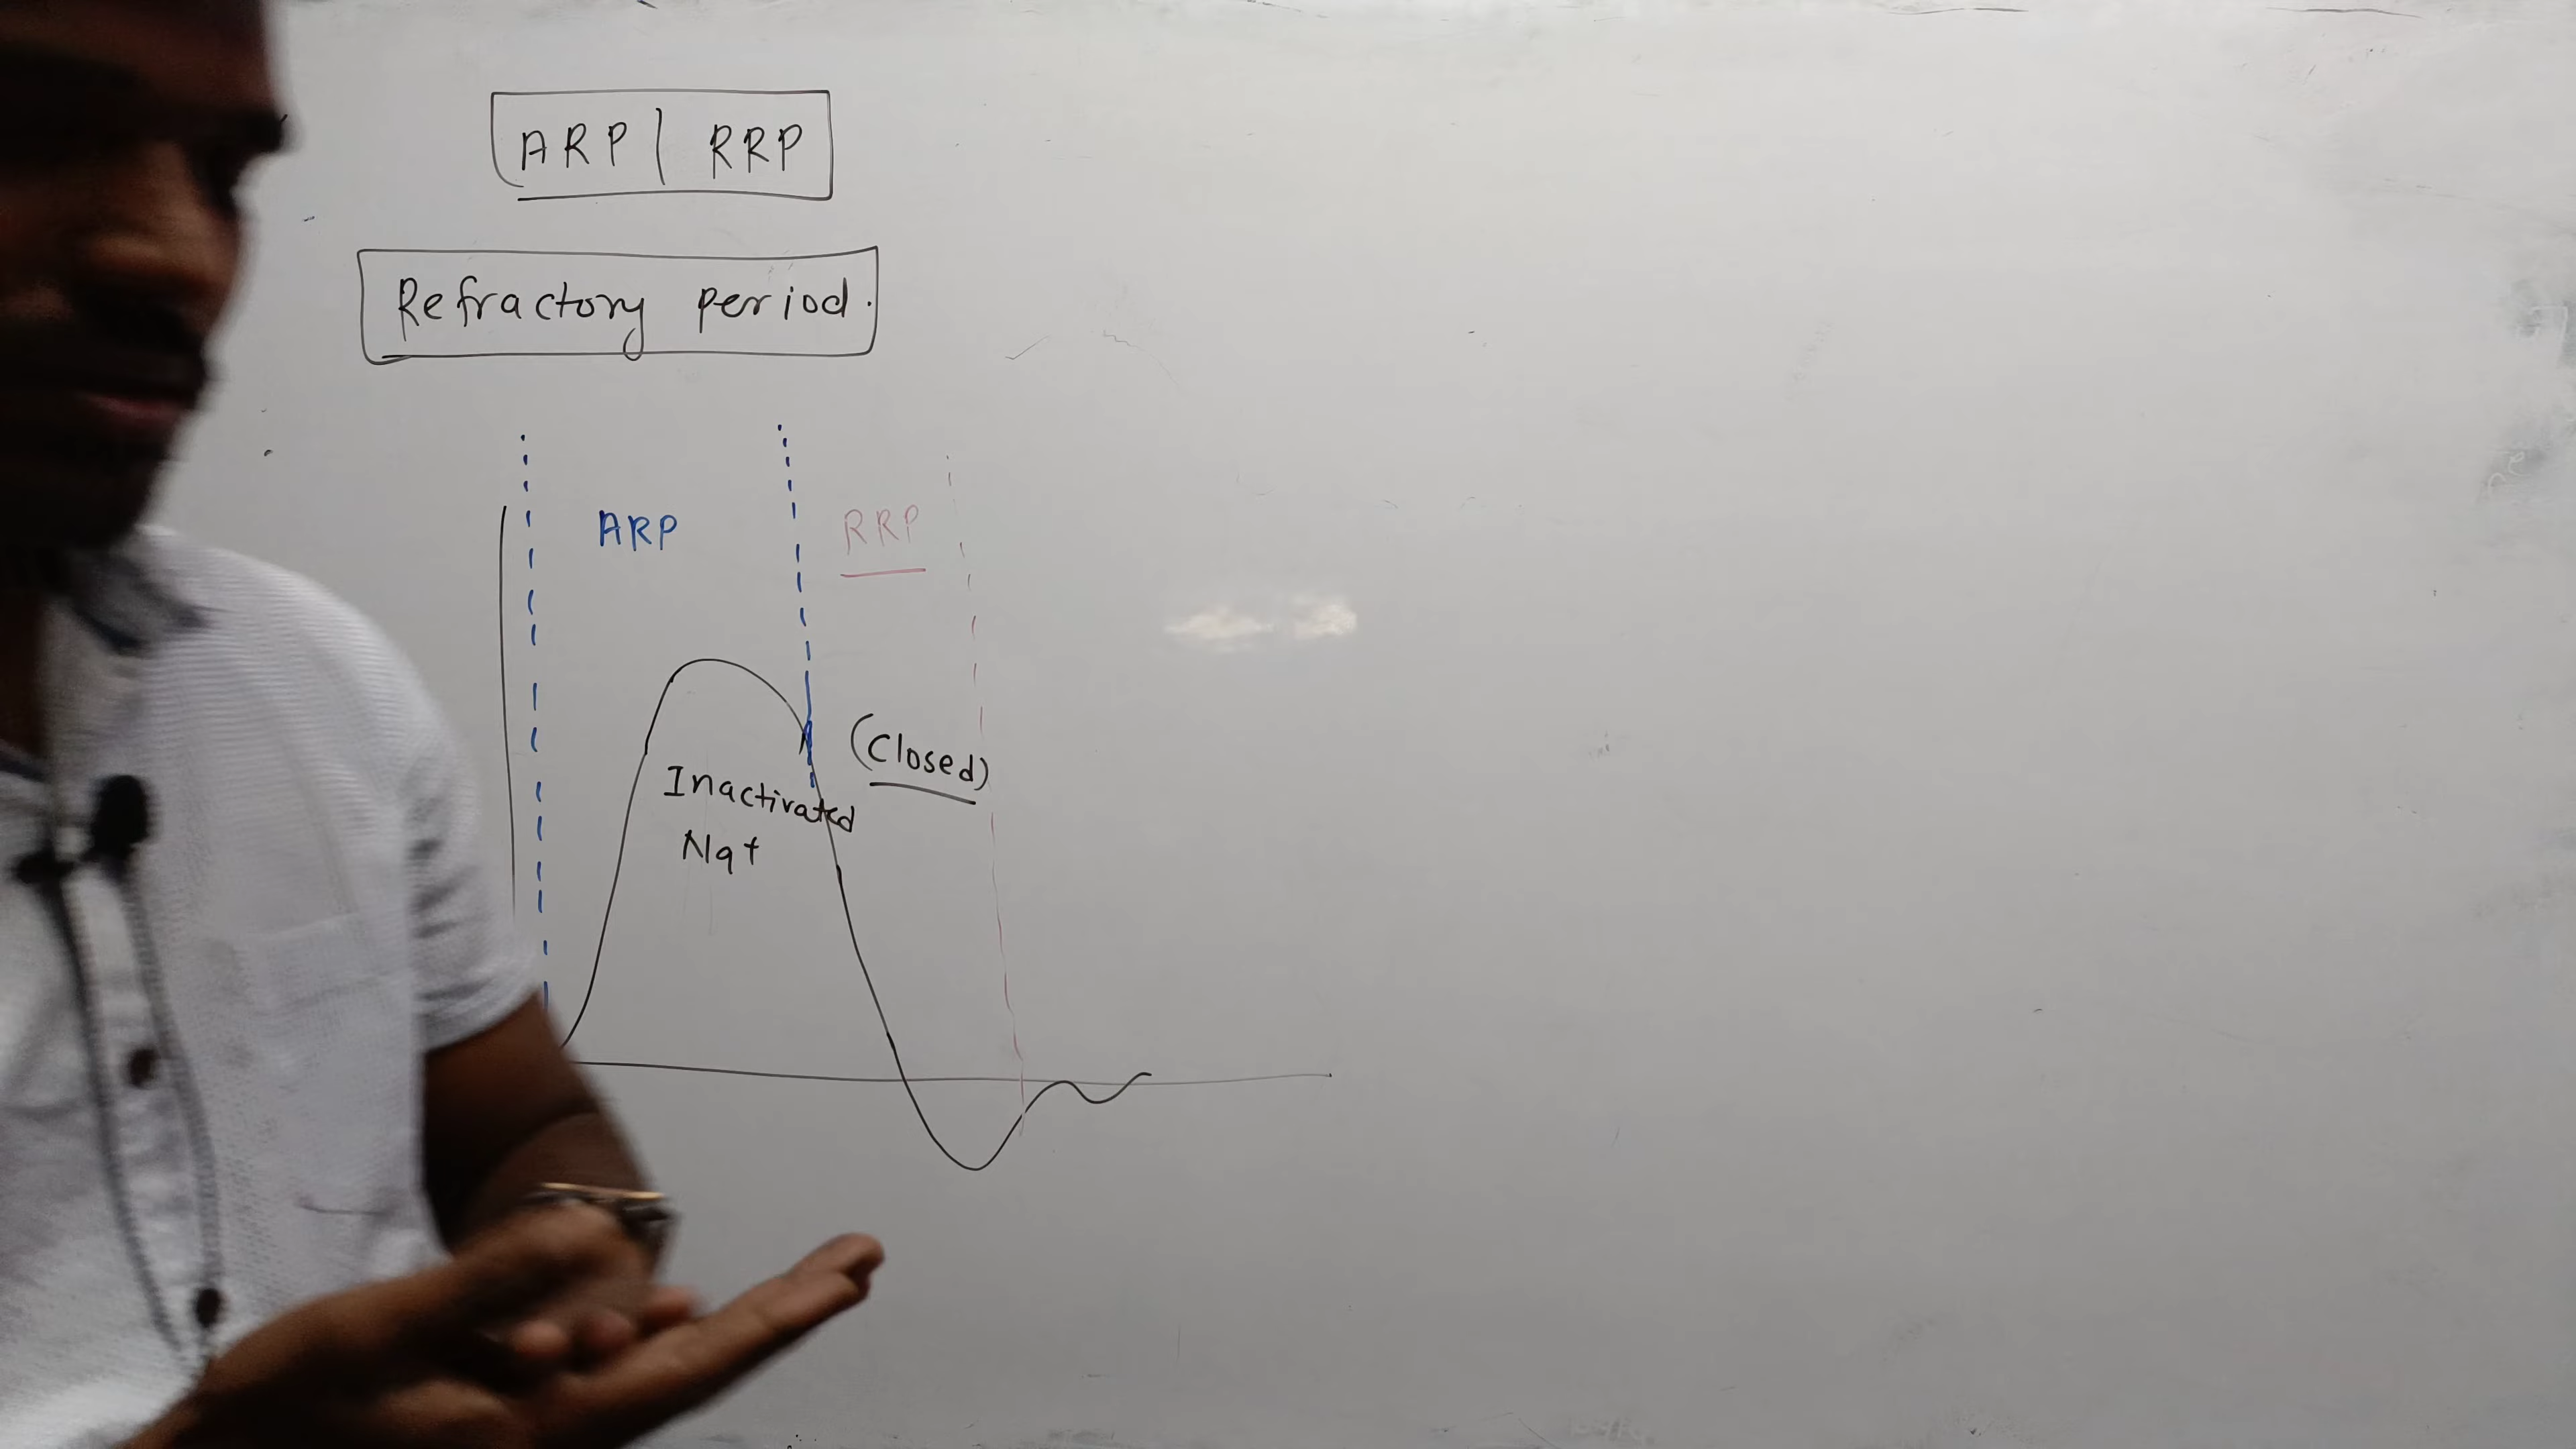 ARP | RRP
Refractory period.
ARP
RRP
(Closed)
Inactivated
Na+